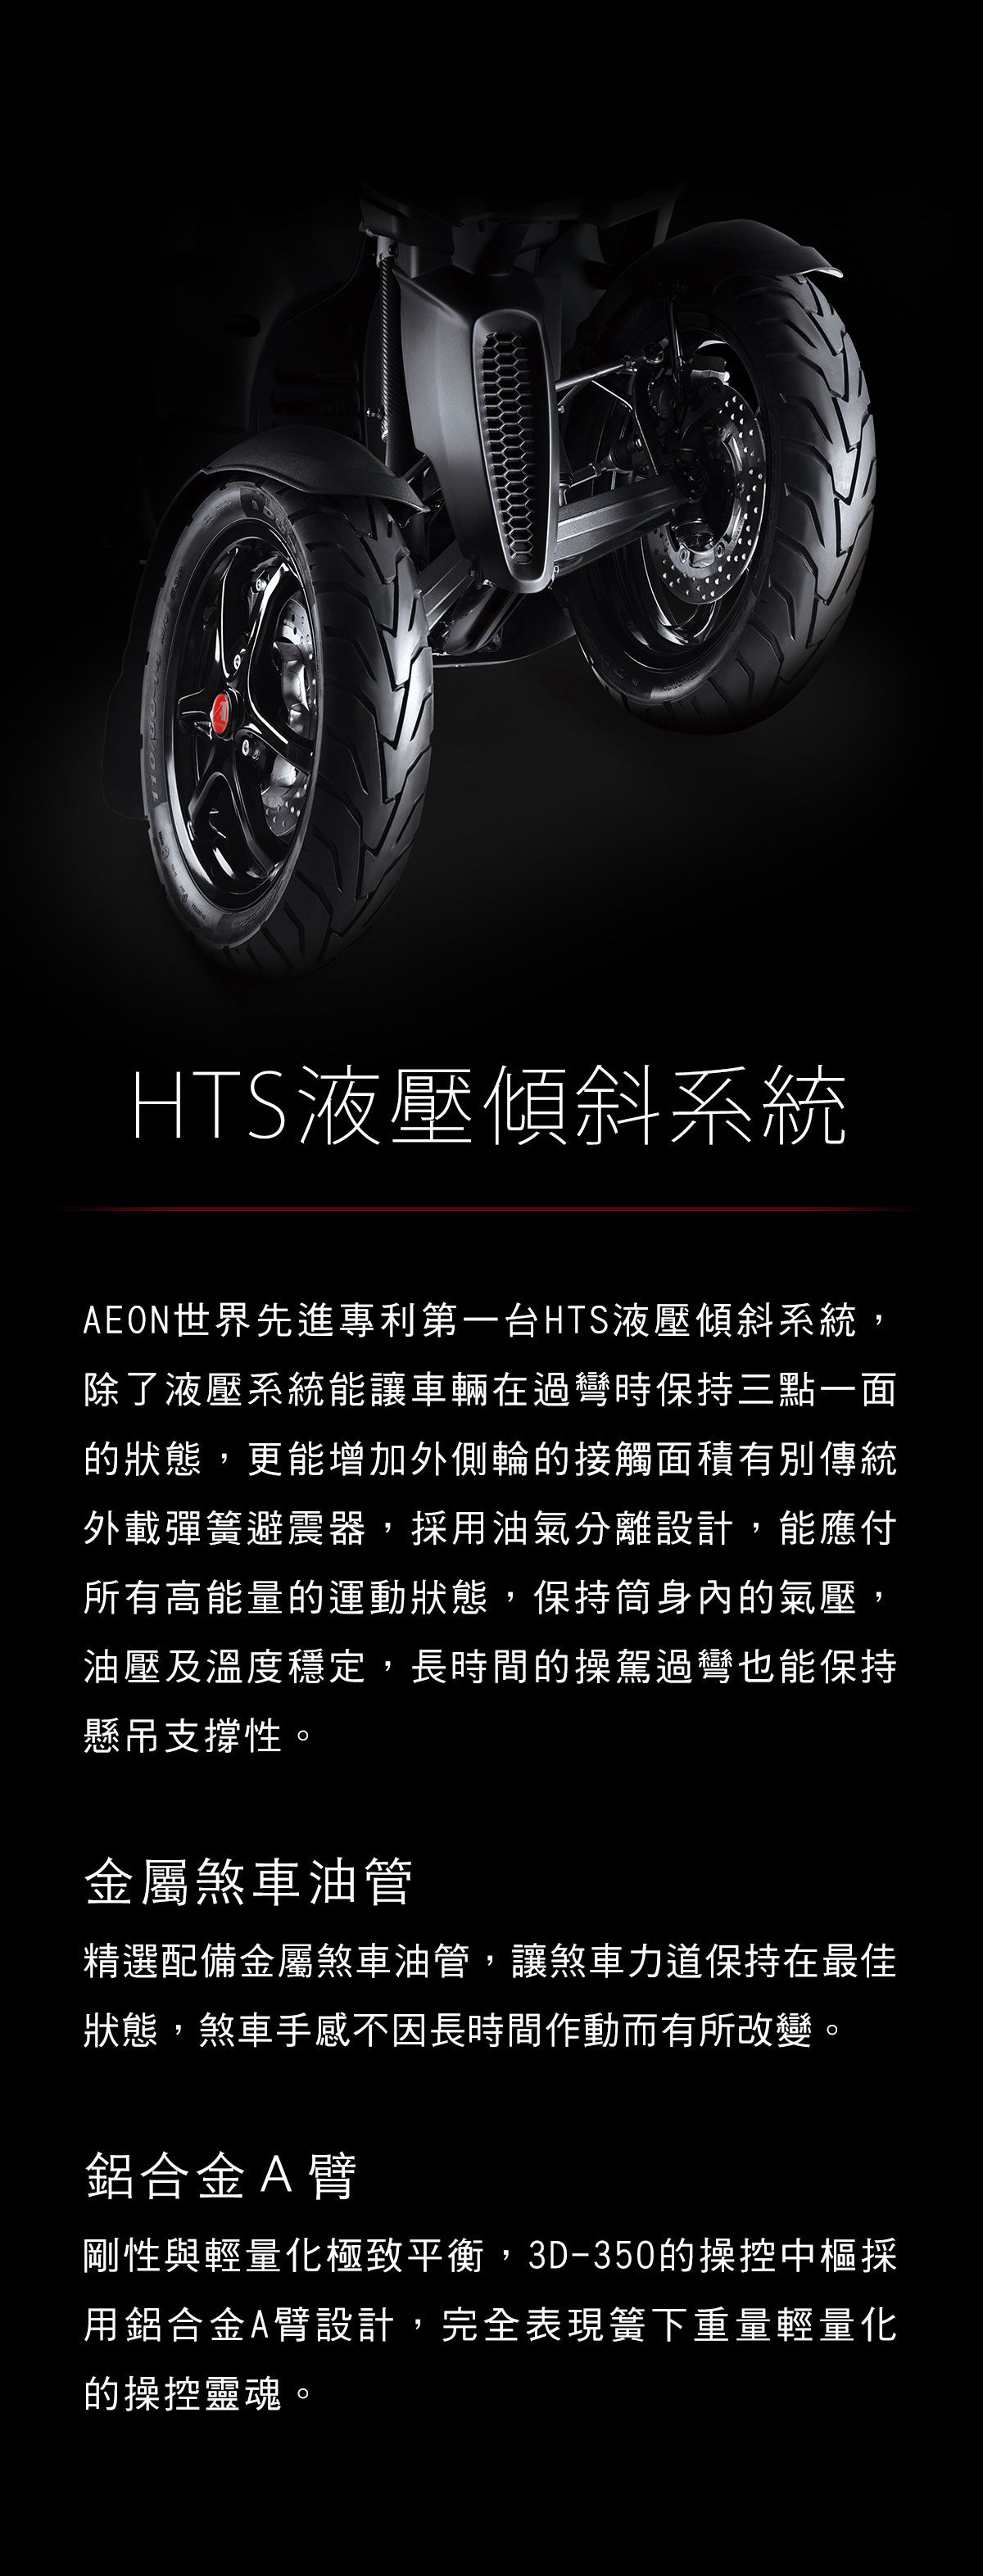 HTS液壓傾斜系統
AEON世界先進專利第一台HTS液壓傾斜系統，
除了液壓系統能讓車輛在過彎時保持三點一面
的狀態，更能增加外側輪的接觸面積有別傳統
外載彈簧避震器，採用油氣分離設計，能應付
所有高能量的運動狀態，保持筒身內的氣壓，
油壓及溫度穩定，長時間的操駕過彎也能保持
懸吊支撐性。
金屬煞車油管
精選配備金屬煞車油管，讓煞車力道保持在最佳
狀態，煞車手感不因長時間作動而有所改變。
鋁合金A臂
剛性與輕量化極致平衡，3D-350的操控中樞採
用鋁合金A臂設計，完全表現簧下重量輕量化
的操控靈魂。